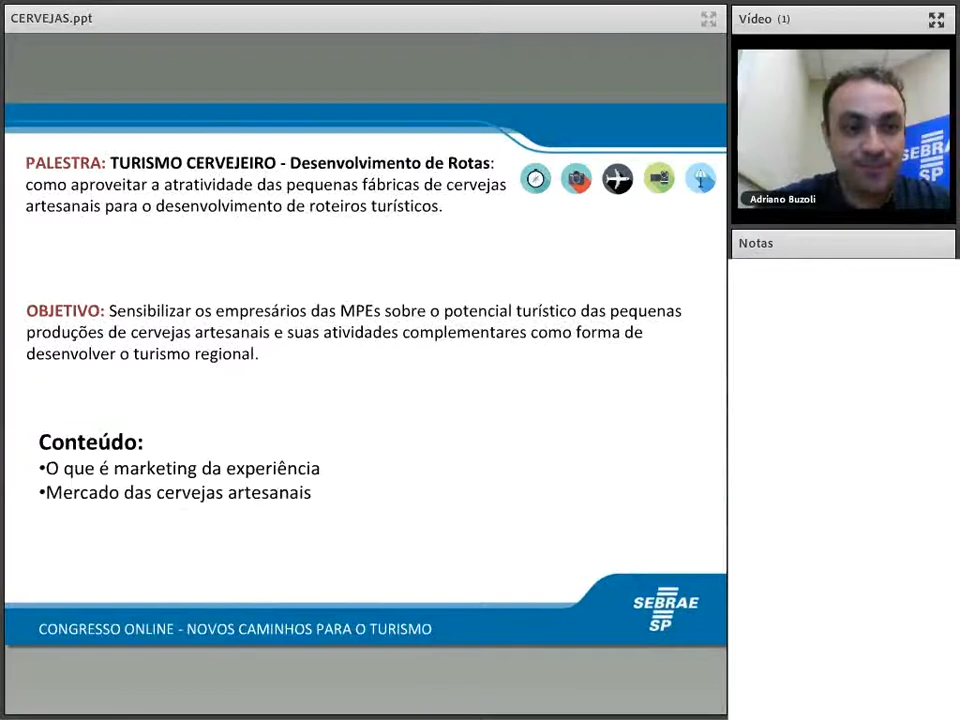 CERVEJAS.ppt
Vídeo (1)
SEBRA
SP
Adriano Buzoli
Notas
PALESTRA: TURISMO CERVEJEIRO - Desenvolvimento de Rotas:
como aproveitar a atratividade das pequenas fábricas de cervejas
artesanais para o desenvolvimento de roteiros turísticos.
OBJETIVO: Sensibilizar os empresários das MPEs sobre o potencial turístico das pequenas
produções de cervejas artesanais e suas atividades complementares como forma de
desenvolver o turismo regional.
Conteúdo:
•O que é marketing da experiência
•Mercado das cervejas artesanais
SEBRAE
SP
CONGRESSO ONLINE - NOVOS CAMINHOS PARA O TURISMO